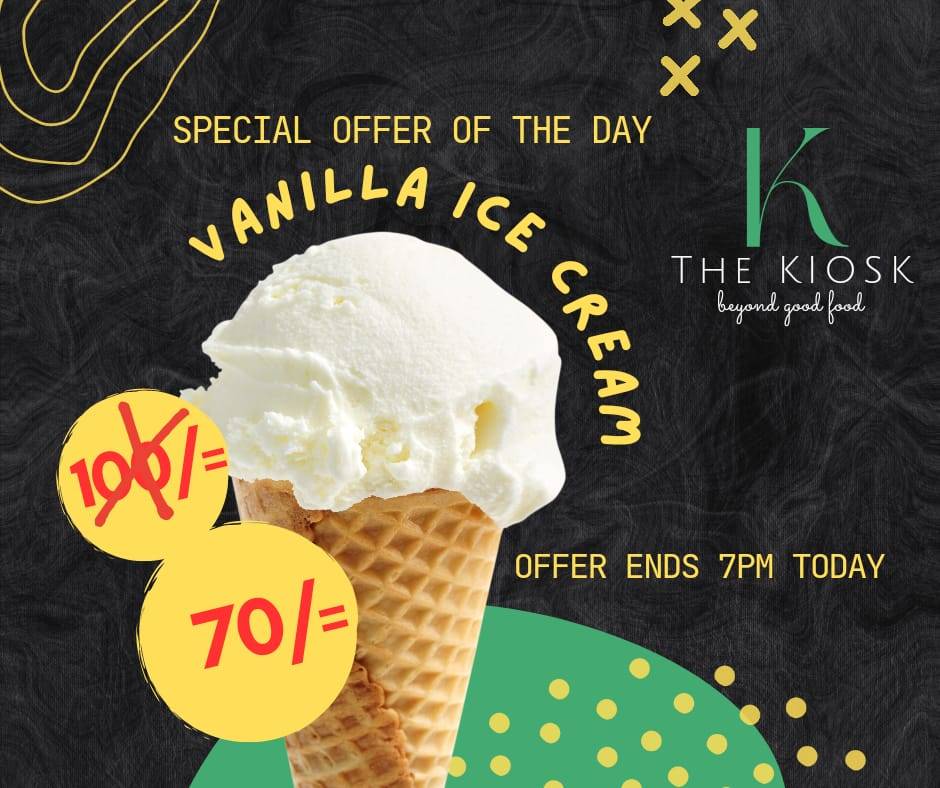 SPECIAL OFFER OF THE DAY
VANILLA ICE CREAM
K
THE KIOSK
beyond good food
100/=
70/=
OFFER ENDS 7PM TODAY